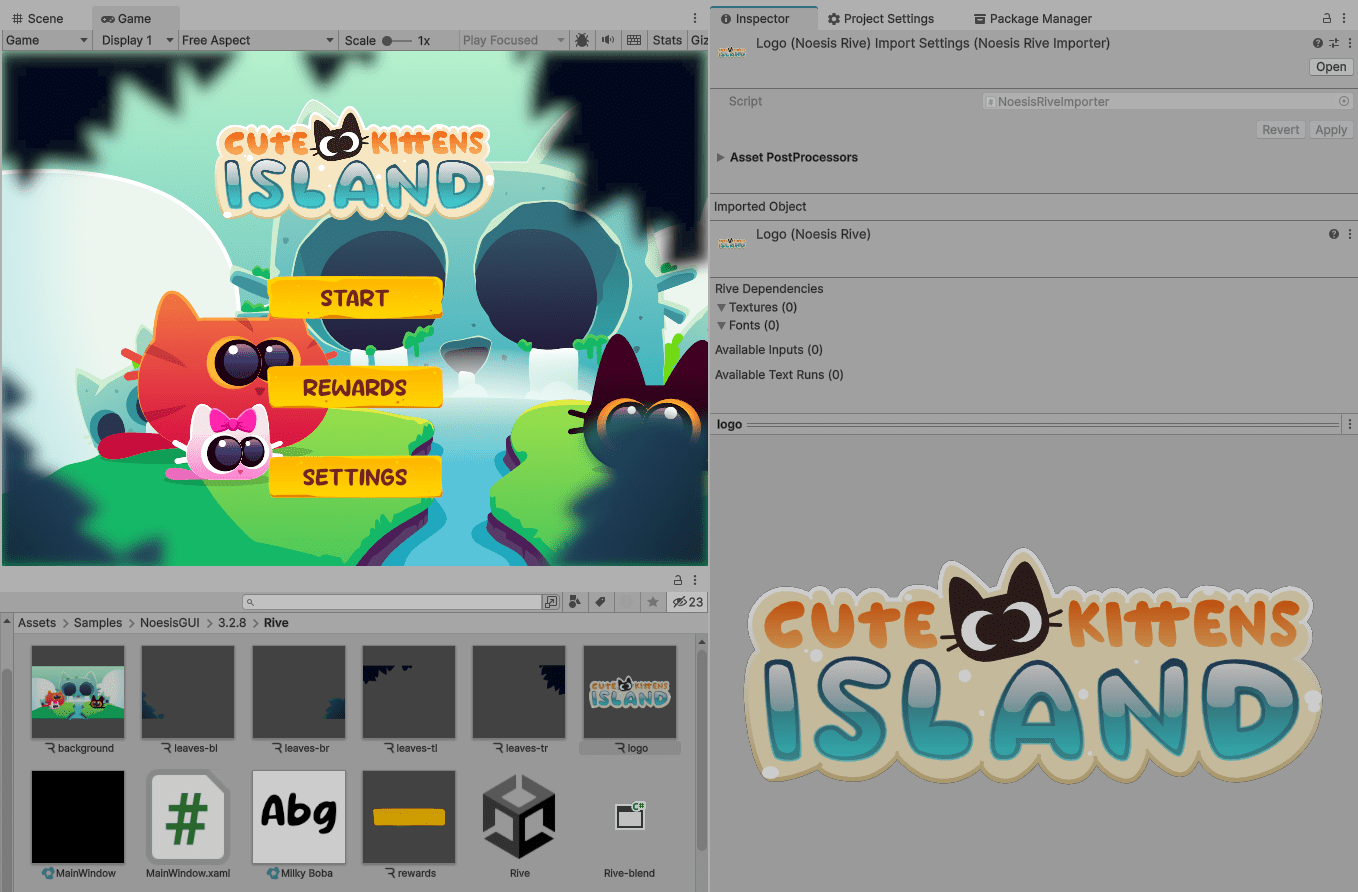 Scene
Game
Game
Display 1
Free Aspect
Scale
1x
Play Focused
Stats
Giz
CUTE KITTENS
ISLAND
START
REWARDS
SETTINGS
23
Assets > Samples > NoesisGUI > 3.2.8 > Rive
background
leaves-bl
leaves-br
leaves-tl
leaves-tr
logo
#
Abg
C#
MainWindow
MainWindow.xaml
Milky Boba
rewards
Rive
Rive-blend
Inspector
Project Settings
Package Manager
Logo (Noesis Rive) Import Settings (Noesis Rive Importer)
Open
Script
NoesisRiveImporter
Revert
Apply
Asset PostProcessors
Imported Object
Logo (Noesis Rive)
Rive Dependencies
Textures (0)
Fonts (0)
Available Inputs (0)
Available Text Runs (0)
logo
CUTE KITTENS
ISLAND